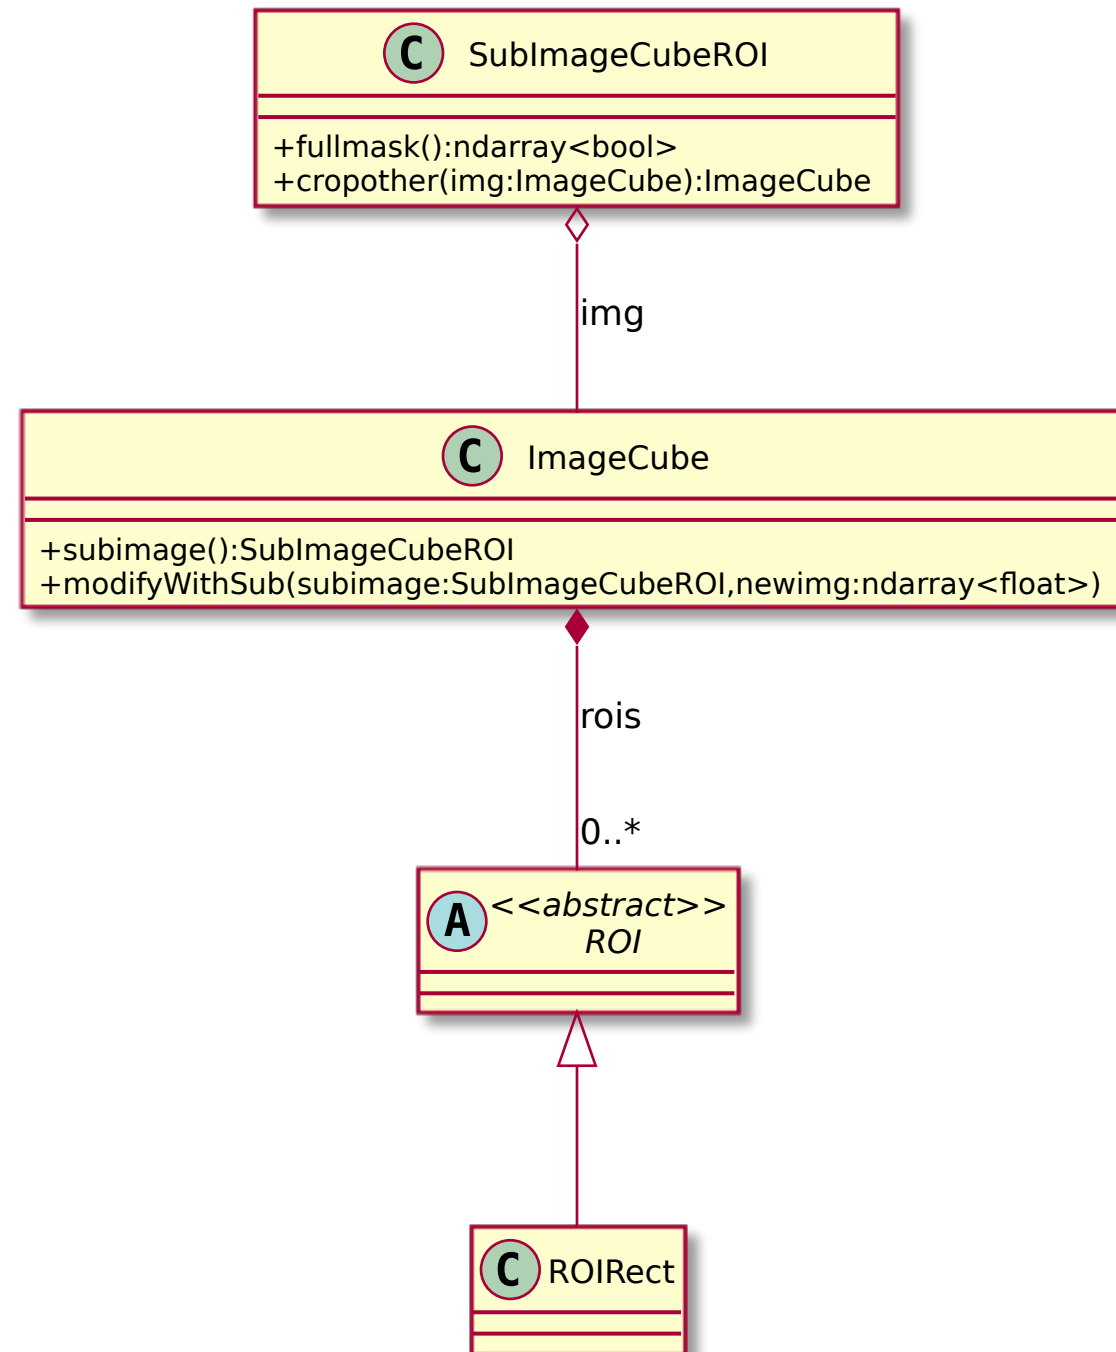 C SubImageCubeROI
+fullmask():ndarray<bool>
+cropother(img:ImageCube):ImageCube
img
C ImageCube
+subimage():SubImageCubeROI
+modifyWithSub(subimage:SubImageCubeROI,newimg:ndarray<float>)
rois
0..*
A <<abstract>>
ROI
C ROIRect